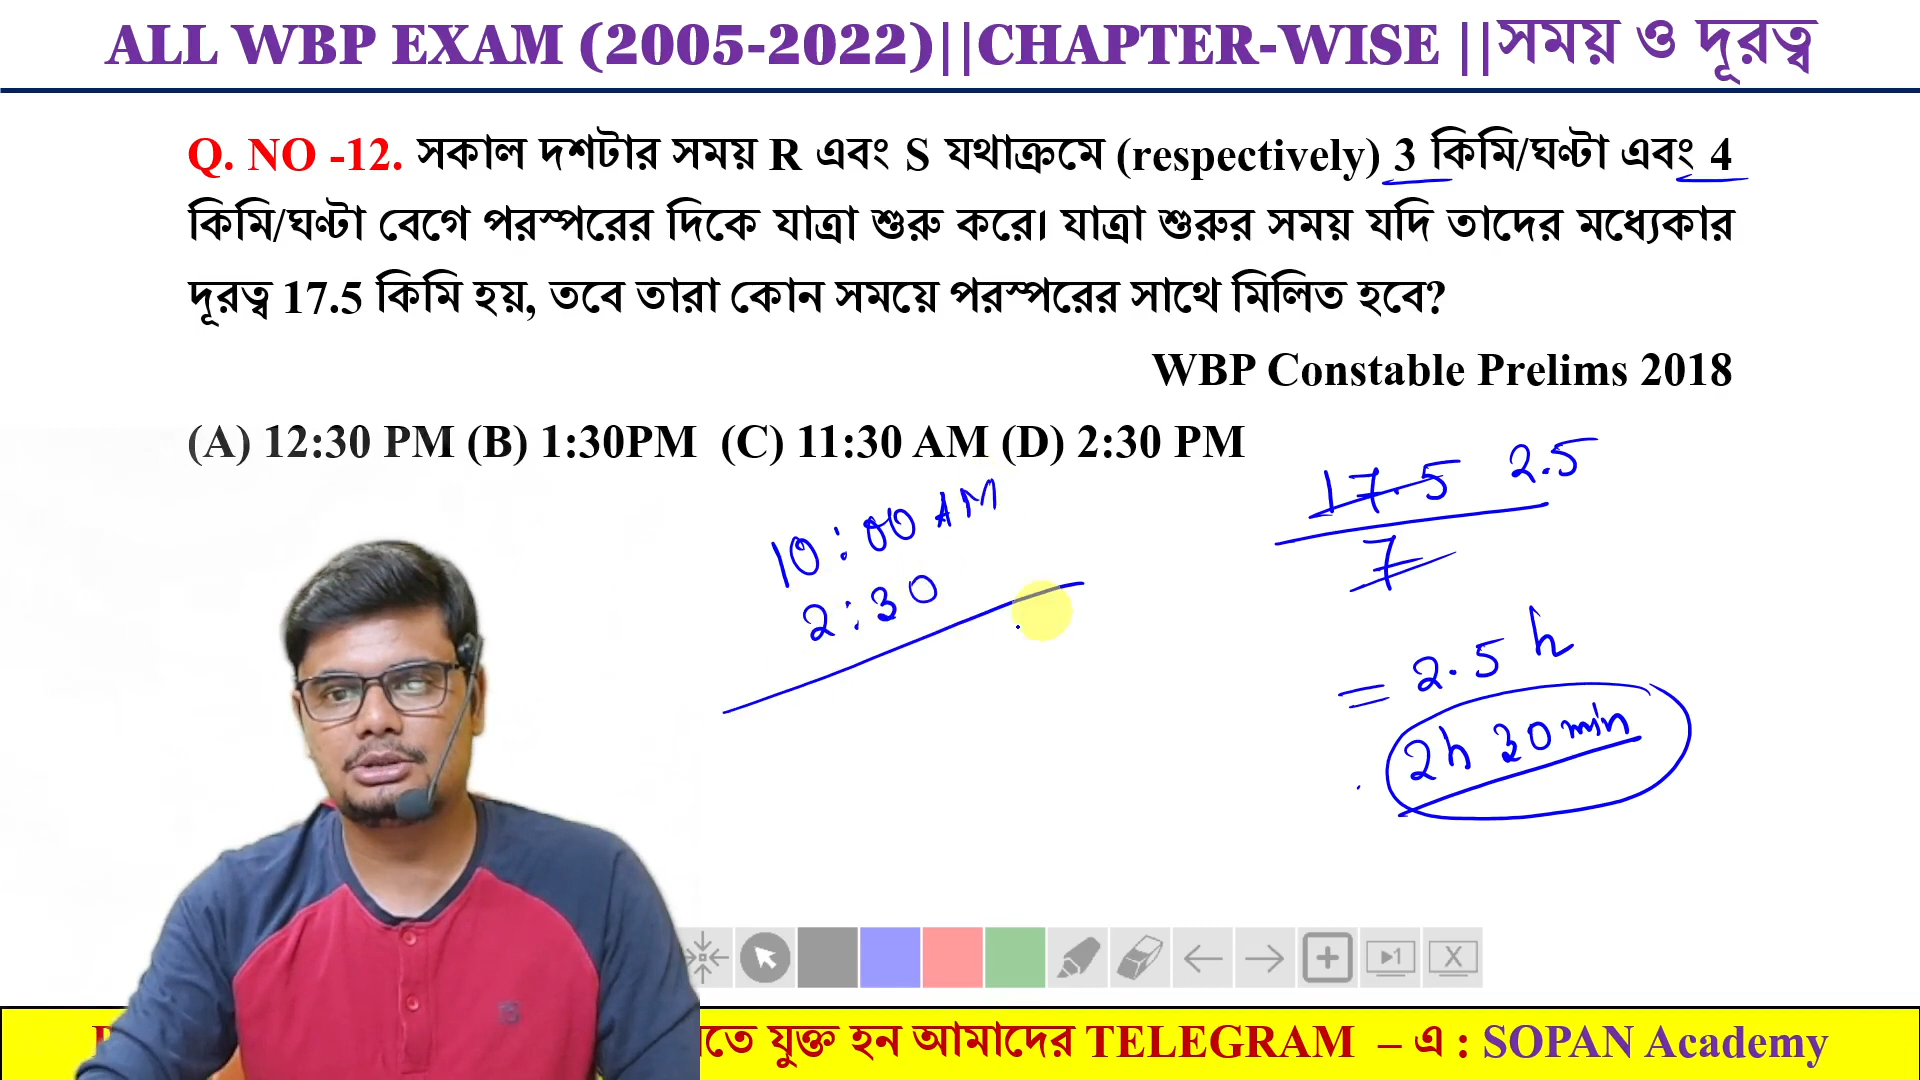 ALL WBP EXAM (2005-2022)||CHAPTER-WISE ||সময় ও দূরত্ব
Q. NO -12. সকাল দশটার সময় R এবং S যথাক্রমে (respectively) 3 কিমি/ঘণ্টা এবং 4
কিমি/ঘণ্টা বেগে পরস্পরের দিকে যাত্রা শুরু করে। যাত্রা শুরুর সময় যদি তাদের মধ্যেকার
দূরত্ব 17.5 কিমি হয়, তবে তারা কোন সময়ে পরস্পরের সাথে মিলিত হবে?
WBP Constable Prelims 2018
(A) 12:30 PM (B) 1:30PM (C) 11:30 AM (D) 2:30 PM
17.5 2.5
7
10:00 AM
2:30
= 2.5 h
2h 30 min
যুক্ত হন আমাদের TELEGRAM – এ : SOPAN Academy